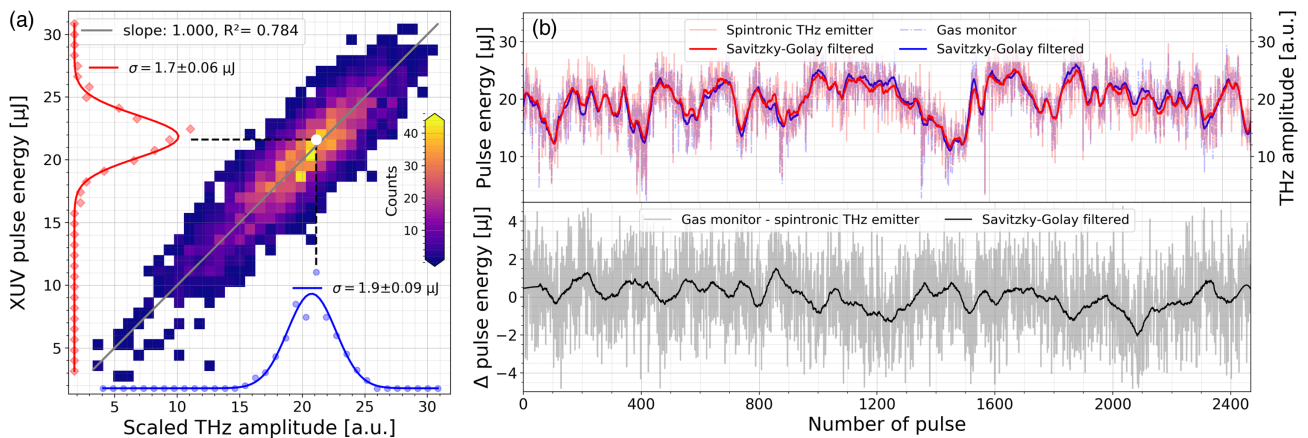 (a)
slope: 1.000, R²= 0.784
σ=1.7±0.06 μJ
XUV pulse energy [μJ]
30
25
20
15
10
5
Counts
40
30
20
10
0
σ=1.9±0.09 μJ
5 10 15 20 25 30
Scaled THz amplitude [a.u.]
(b)
Spintronic THz emitter
Savitzky-Golay filtered
Gas monitor
Savitzky-Golay filtered
Pulse energy [μJ]
30
20
10
THz amplitude [a.u.]
30
20
10
Gas monitor - spintronic THz emitter
Savitzky-Golay filtered
Δ pulse energy [μJ]
4
2
0
−2
−4
0 400 800 1200 1600 2000 2400
Number of pulse